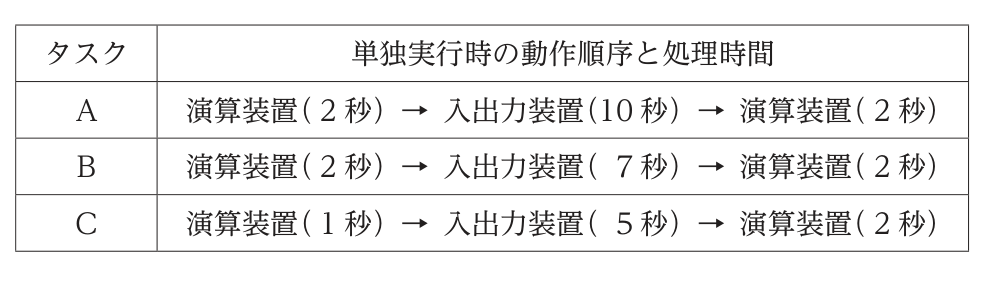 タスク 単独実行時の動作順序と処理時間
A 演算装置(2秒) → 入出力装置(10秒) → 演算装置(2秒)
B 演算装置(2秒) → 入出力装置( 7秒) → 演算装置(2秒)
C 演算装置(1秒) → 入出力装置( 5秒) → 演算装置(2秒)